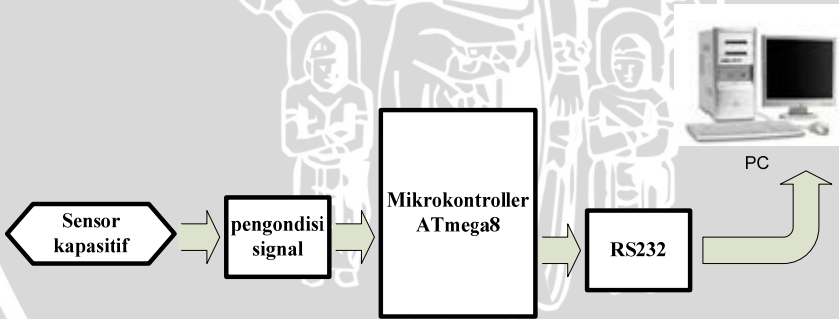 Sensor
kapasitif
pengondisi
signal
Mikrokontroller
ATmega8
RS232
PC